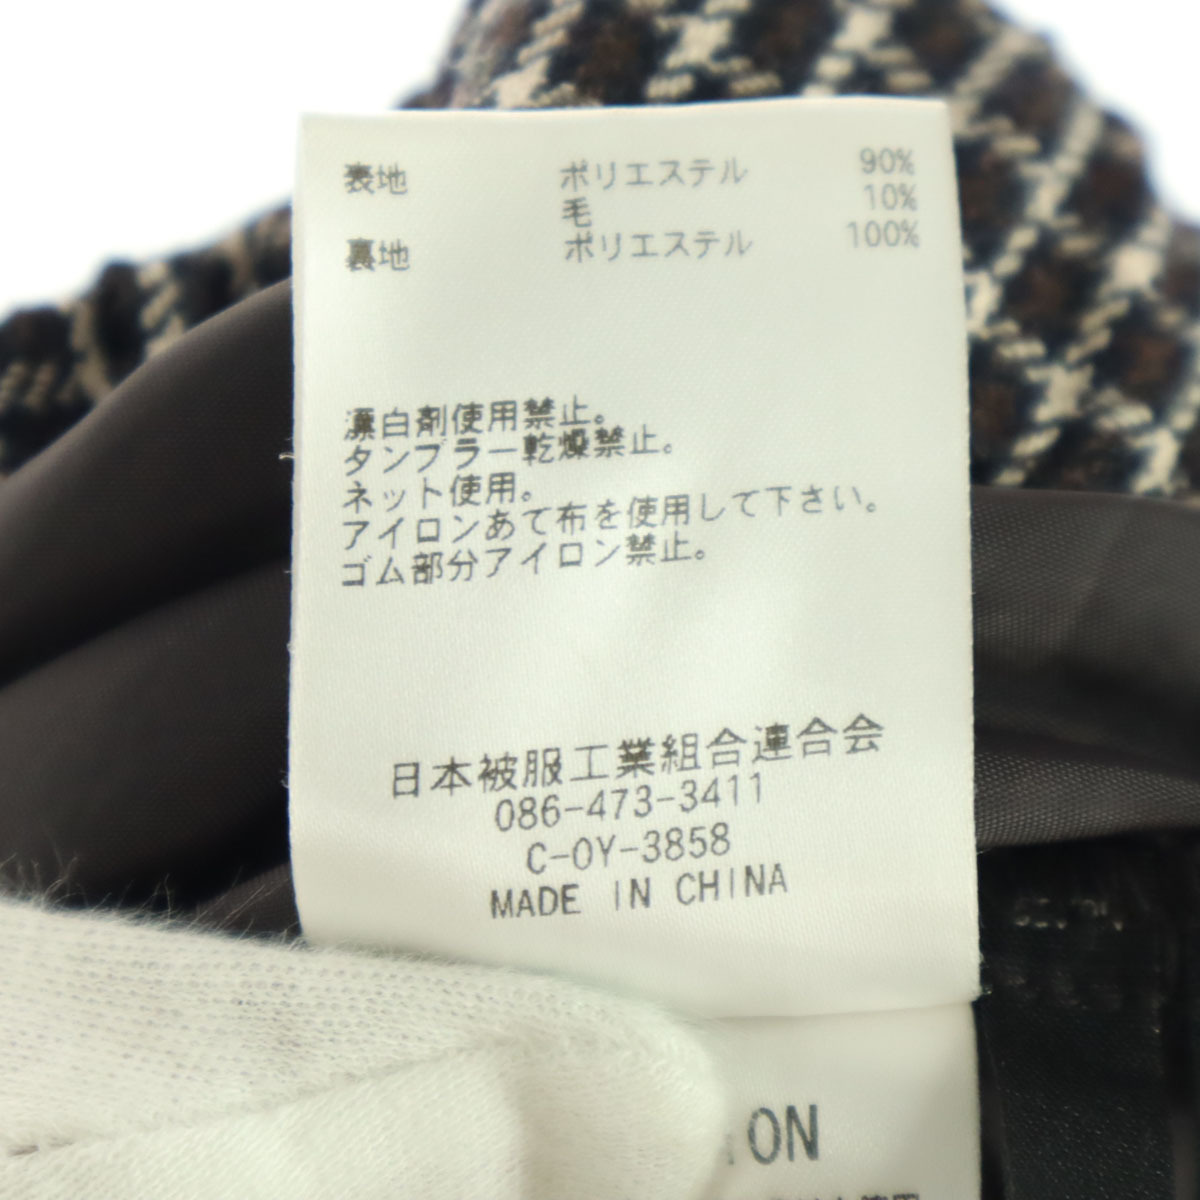 表地 ポリエステル 90%
毛 10%
裏地 ポリエステル 100%
漂白剤使用禁止。
タンブラー乾燥禁止。
ネット使用。
アイロンあて布を使用して下さい。
ゴム部分アイロン禁止。
日本被服工業組合連合会
086-473-3411
C-OY-3858
MADE IN CHINA
ON